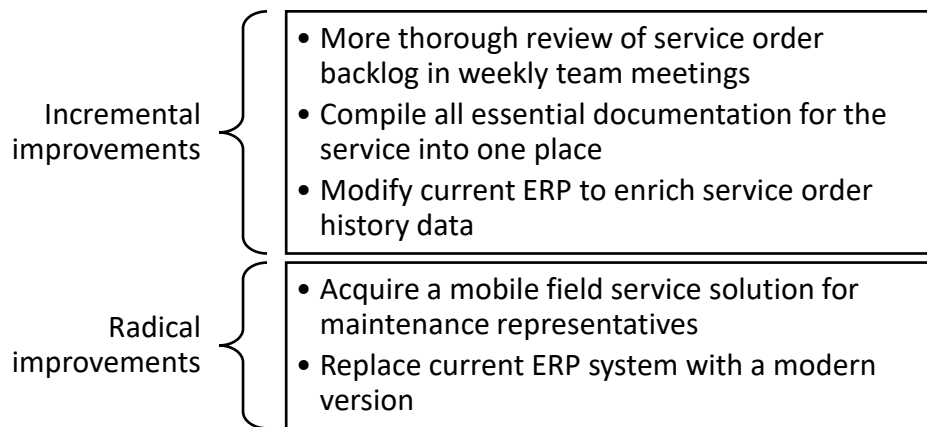 Incremental
improvements
• More thorough review of service order
backlog in weekly team meetings
• Compile all essential documentation for the
service into one place
• Modify current ERP to enrich service order
history data
Radical
improvements
• Acquire a mobile field service solution for
maintenance representatives
• Replace current ERP system with a modern
version